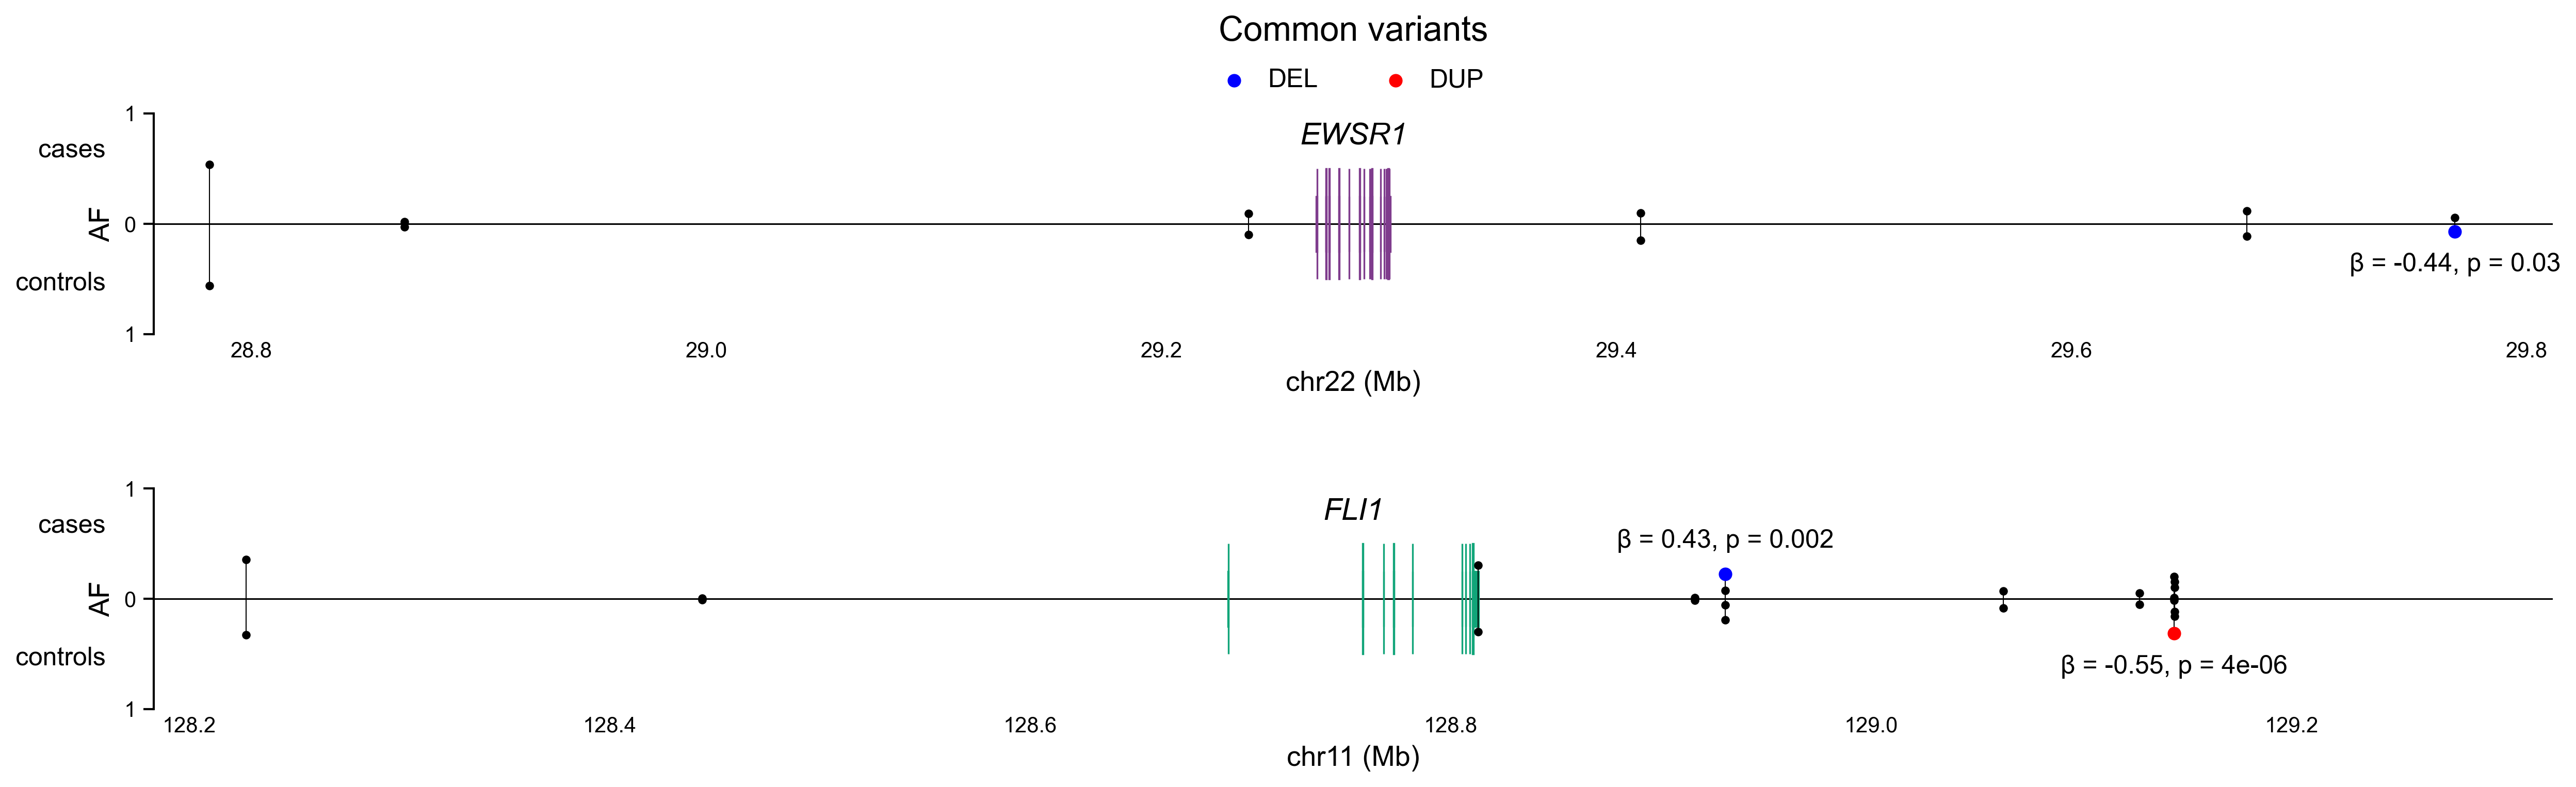 Common variants
DEL DUP
1
EWSR1
cases
AF 0
controls
β = -0.44, p = 0.03
1
28.8 29.0 29.2 29.4 29.6 29.8
chr22 (Mb)
1
FLI1
cases
β = 0.43, p = 0.002
AF 0
controls
β = -0.55, p = 4e-06
1
128.2 128.4 128.6 128.8 129.0 129.2
chr11 (Mb)